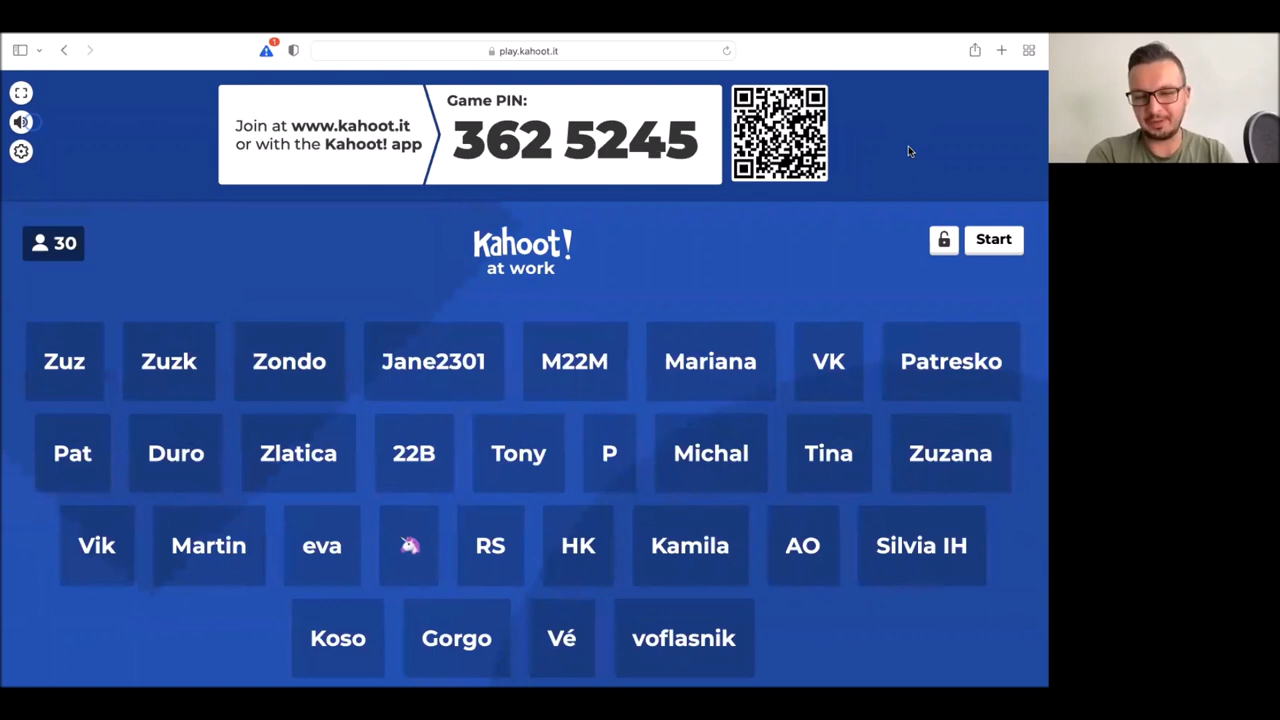 play.kahoot.it
1
Join at www.kahoot.it
or with the Kahoot! app
Game PIN:
362 5245
30
Kahoot!
at work
Start
Zuz Zuzk Zondo Jane2301 M22M Mariana VK Patresko
Pat Duro Zlatica 22B Tony P Michal Tina Zuzana
Vik Martin eva 🦄 RS HK Kamila AO Silvia IH
Koso Gorgo Vé voflasnik